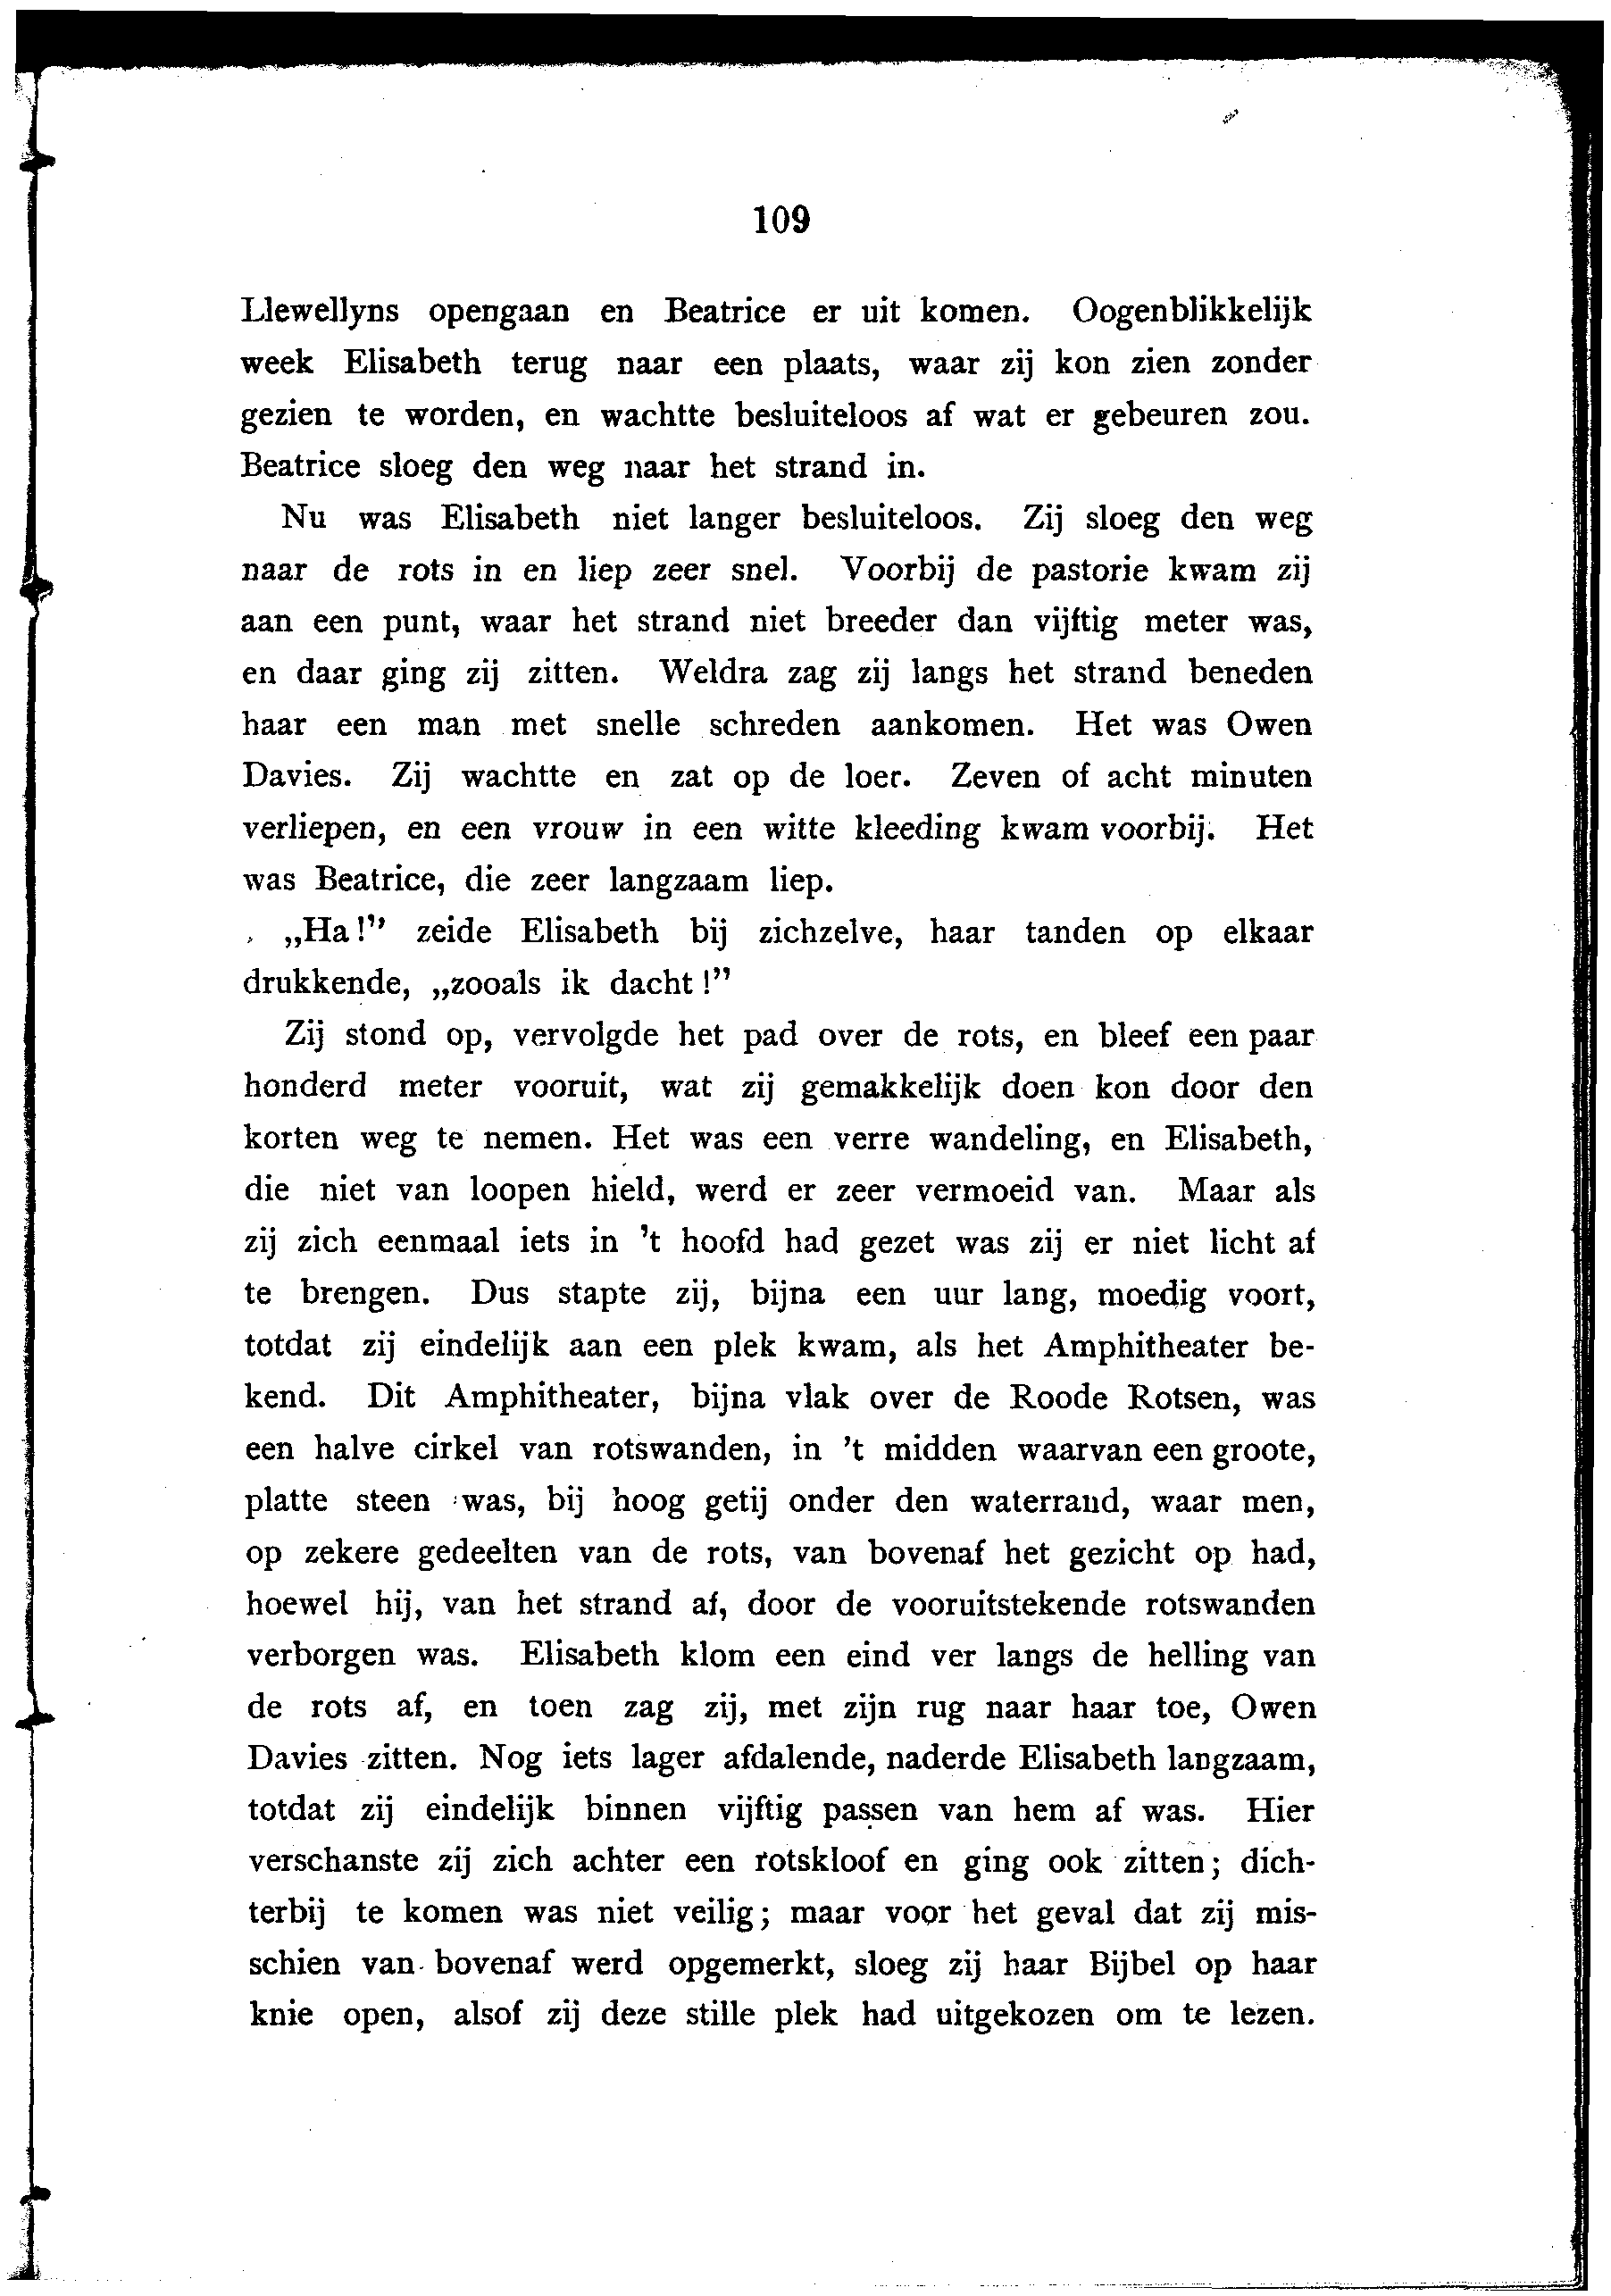 109
Llewellyns opengaan en Beatrice er uit komen. Oogenblikkelijk
week Elisabeth terug naar een plaats, waar zij kon zien zonder
gezien te worden, en wachtte besluiteloos af wat er gebeuren zou.
Beatrice sloeg den weg naar het strand in.
Nu was Elisabeth niet langer besluiteloos. Zij sloeg den weg
naar de rots in en liep zeer snel. Voorbij de pastorie kwam zij
aan een punt, waar het strand niet breeder dan vijftig meter was,
en daar ging zij zitten. Weldra zag zij langs het strand beneden
haar een man met snelle schreden aankomen. Het was Owen
Davies. Zij wachtte en zat op de loer. Zeven of acht minuten
verliepen, en een vrouw in een witte kleeding kwam voorbij. Het
was Beatrice, die zeer langzaam liep.
„Ha!” zeide Elisabeth bij zichzelve, haar tanden op elkaar
drukkende, „zooals ik dacht!”
Zij stond op, vervolgde het pad over de rots, en bleef een paar
honderd meter vooruit, wat zij gemakkelijk doen kon door den
korten weg te nemen. Het was een verre wandeling, en Elisabeth,
die niet van loopen hield, werd er zeer vermoeid van. Maar als
zij zich eenmaal iets in 't hoofd had gezet was zij er niet licht af
te brengen. Dus stapte zij, bijna een uur lang, moedig voort,
totdat zij eindelijk aan een plek kwam, als het Amphitheater be-
kend. Dit Amphitheater, bijna vlak over de Roode Rotsen, was
een halve cirkel van rotswanden, in 't midden waarvan een groote,
platte steen was, bij hoog getij onder den waterrand, waar men,
op zekere gedeelten van de rots, van bovenaf het gezicht op had,
hoewel hij, van het strand af, door de vooruitstekende rotswanden
verborgen was. Elisabeth klom een eind ver langs de helling van
de rots af, en toen zag zij, met zijn rug naar haar toe, Owen
Davies zitten. Nog iets lager afdalende, naderde Elisabeth langzaam,
totdat zij eindelijk binnen vijftig passen van hem af was. Hier
verschanste zij zich achter een rotskloof en ging ook zitten; dich-
terbij te komen was niet veilig; maar voor het geval dat zij mis-
schien van bovenaf werd opgemerkt, sloeg zij haar Bijbel op haar
knie open, alsof zij deze stille plek had uitgekozen om te lezen.